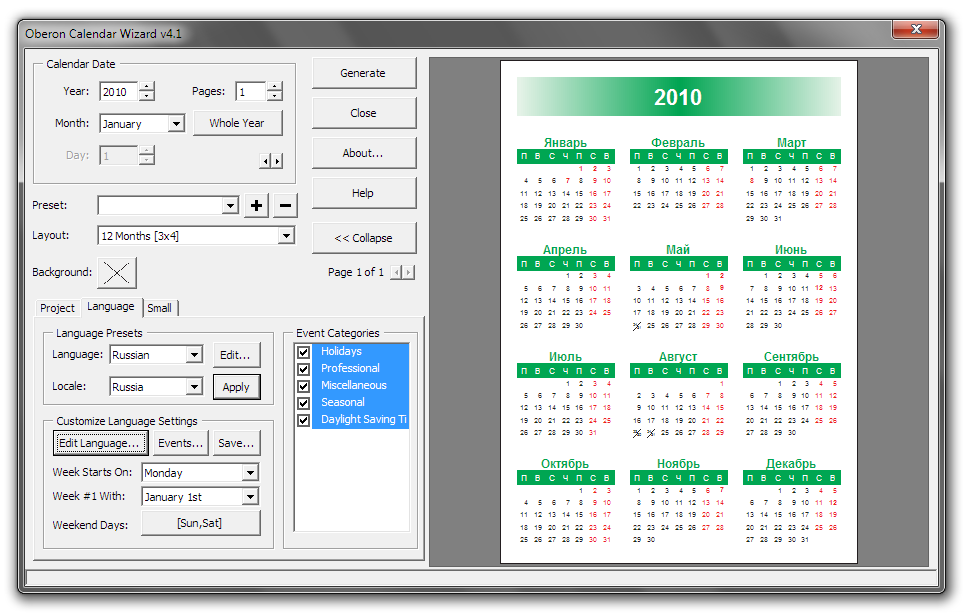 Oberon Calendar Wizard v4.1
Calendar Date
Year: 2010
Pages: 1
Month: January
Whole Year
Day: 1
Preset:
Layout: 12 Months [3x4]
Background:
Generate
Close
About...
Help
<< Collapse
Page 1 of 1
Project Language Small
Language Presets
Language: Russian Edit...
Locale: Russia Apply
Customize Language Settings
Edit Language... Events... Save...
Week Starts On: Monday
Week #1 With: January 1st
Weekend Days: [Sun,Sat]
Event Categories
Holidays
Professional
Miscellaneous
Seasonal
Daylight Saving Ti
2010
Январь
П В С Ч П С В
1 2 3
4 5 6 7 8 9 10
11 12 13 14 15 16 17
18 19 20 21 22 23 24
25 26 27 28 29 30 31
Февраль
П В С Ч П С В
1 2 3 4 5 6 7
8 9 10 11 12 13 14
15 16 17 18 19 20 21
22 23 24 25 26 27 28
Март
П В С Ч П С В
1 2 3 4 5 6 7
8 9 10 11 12 13 14
15 16 17 18 19 20 21
22 23 24 25 26 27 28
29 30 31
Апрель
П В С Ч П С В
1 2 3 4
5 6 7 8 9 10 11
12 13 14 15 16 17 18
19 20 21 22 23 24 25
26 27 28 29 30
Май
П В С Ч П С В
1 2
3 4 5 6 7 8 9
10 11 12 13 14 15 16
17 18 19 20 21 22 23
25 26 27 28 29 30
Июнь
П В С Ч П С В
1 2 3 4 5 6
7 8 9 10 11 12 13
14 15 16 17 18 19 20
21 22 23 24 25 26 27
28 29 30
Июль
П В С Ч П С В
1 2 3 4
5 6 7 8 9 10 11
12 13 14 15 16 17 18
19 20 21 22 23 24 25
26 27 28 29 30 31
Август
П В С Ч П С В
1
2 3 4 5 6 7 8
9 10 11 12 13 14 15
16 17 18 19 20 21 22
25 26 27 28 29
Сентябрь
П В С Ч П С В
1 2 3 4 5
6 7 8 9 10 11 12
13 14 15 16 17 18 19
20 21 22 23 24 25 26
27 28 29 30
Октябрь
П В С Ч П С В
1 2 3
4 5 6 7 8 9 10
11 12 13 14 15 16 17
18 19 20 21 22 23 24
25 26 27 28 29 30 31
Ноябрь
П В С Ч П С В
1 2 3 4 5 6 7
8 9 10 11 12 13 14
15 16 17 18 19 20 21
22 23 24 25 26 27 28
29 30
Декабрь
П В С Ч П С В
1 2 3 4 5
6 7 8 9 10 11 12
13 14 15 16 17 18 19
20 21 22 23 24 25 26
27 28 29 30 31